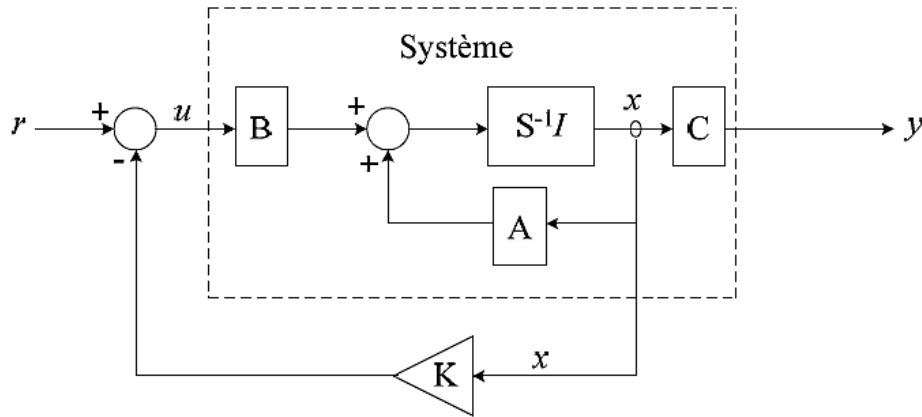 Système
r + - u B + + S⁻¹I x C y
A
K x